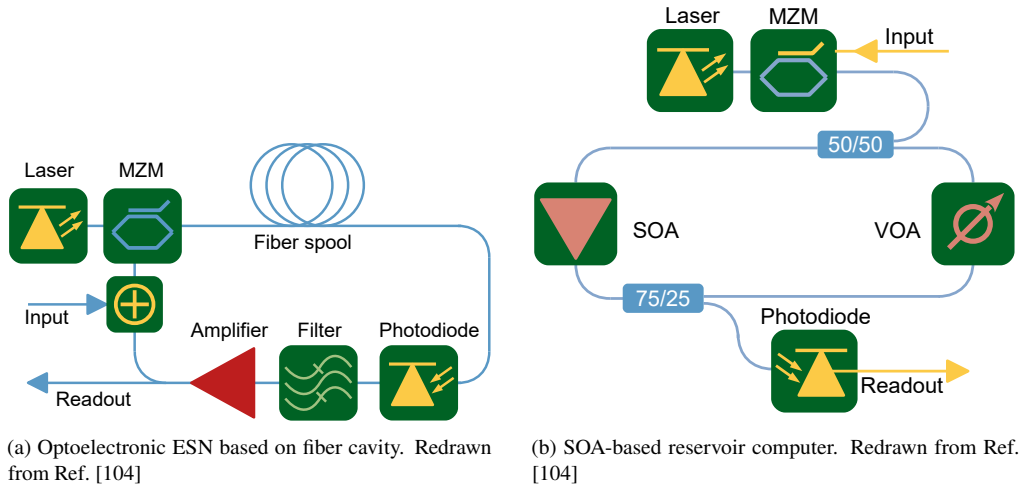 Laser
MZM
Fiber spool
Input
Amplifier
Filter
Photodiode
Readout
(a) Optoelectronic ESN based on fiber cavity. Redrawn
from Ref. [104]
Laser
MZM
Input
50/50
SOA
VOA
75/25
Photodiode
Readout
(b) SOA-based reservoir computer. Redrawn from Ref.
[104]